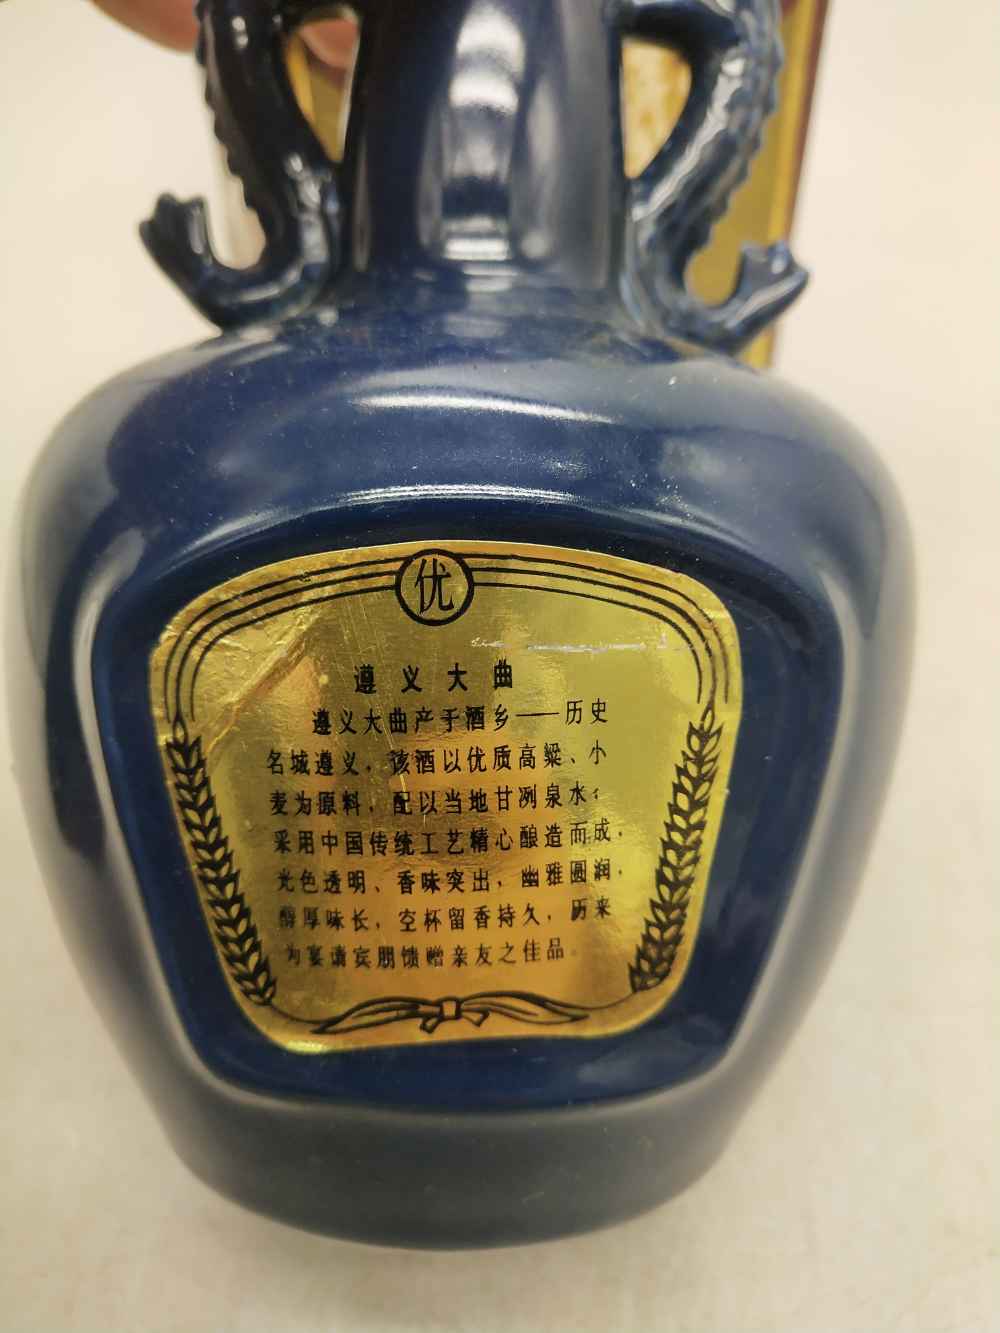 优
遵义大曲
遵义大曲产于酒乡——历史
名城遵义，该酒以优质高粱、小
麦为原料，配以当地甘冽泉水；
采用中国传统工艺精心酿造而成，
光色透明、香味突出，幽雅圆润，
醇厚味长，空杯留香持久，历来
为宴请宾朋馈赠亲友之佳品。